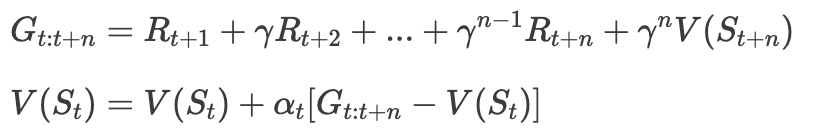 G_{t:t+n} = R_{t+1} + γR_{t+2} + ... + γ^{n−1}R_{t+n} + γ^n V(S_{t+n})
V(S_t) = V(S_t) + α_t[G_{t:t+n} − V(S_t)]